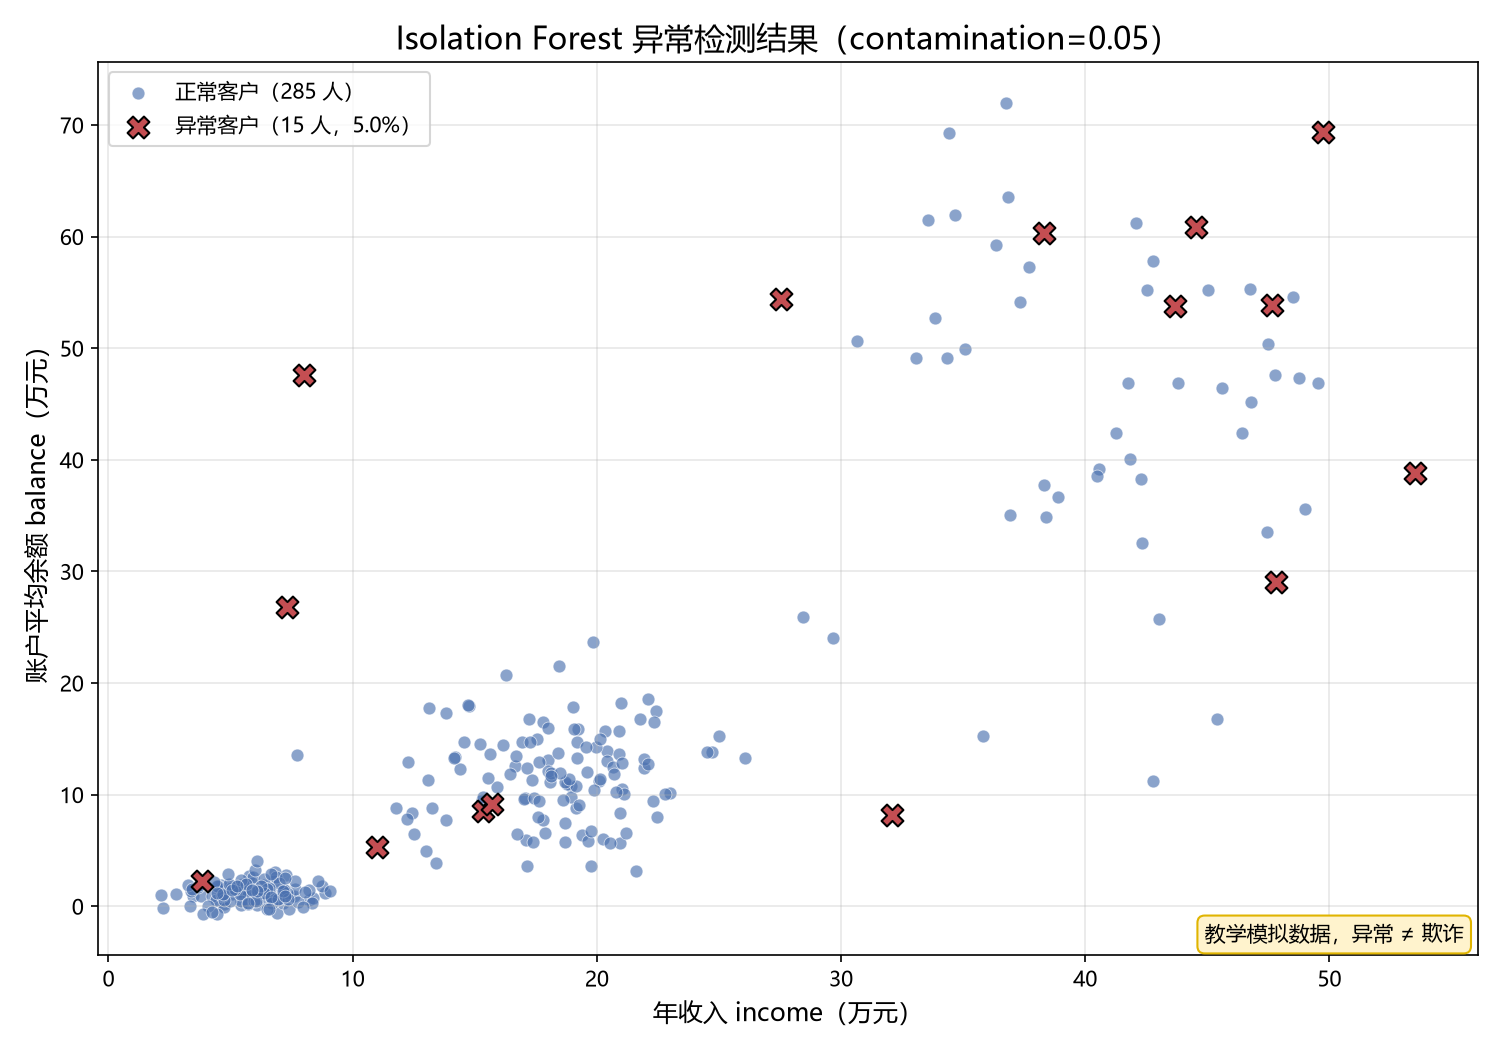 Isolation Forest 异常检测结果（contamination=0.05）
正常客户（285 人）
异常客户（15 人，5.0%）
账户平均余额 balance（万元）
70
60
50
40
30
20
10
0
教学模拟数据，异常 ≠ 欺诈
0 10 20 30 40 50
年收入 income（万元）